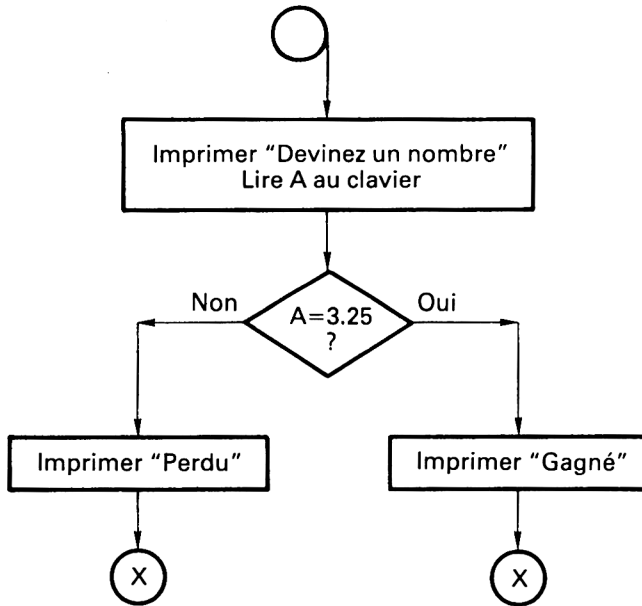 Imprimer “Devinez un nombre”
Lire A au clavier
Non
A=3.25
?
Oui
Imprimer “Perdu”
Imprimer “Gagné”
X
X